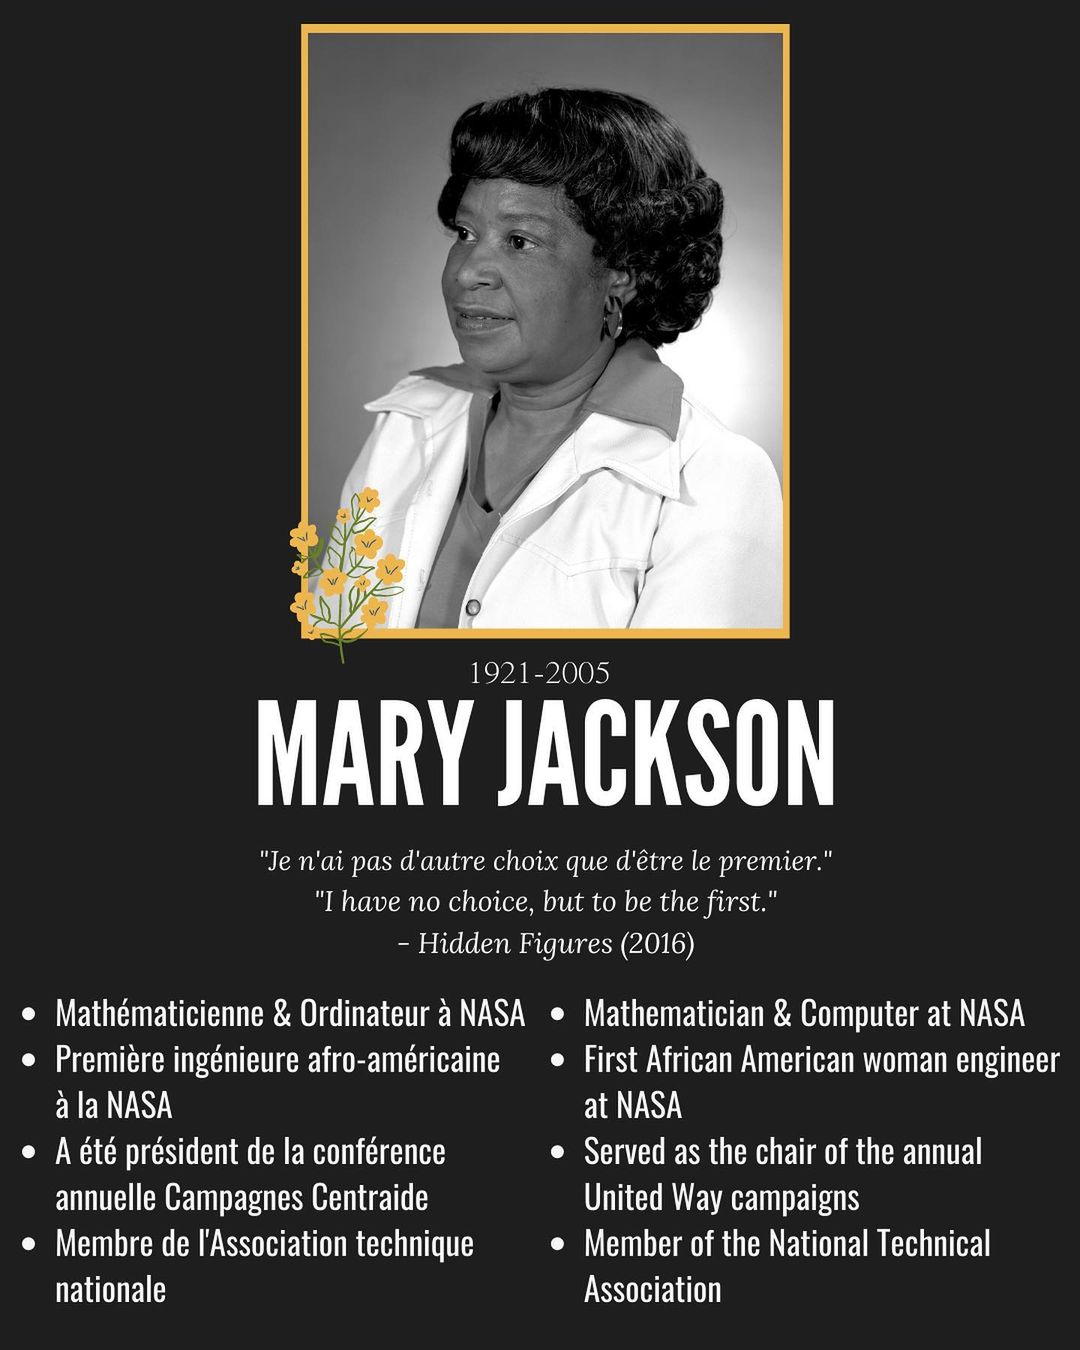 1921-2005
MARY JACKSON
"Je n'ai pas d'autre choix que d'être le premier."
"I have no choice, but to be the first."
- Hidden Figures (2016)
• Mathématicienne & Ordinateur à NASA
• Première ingénieure afro-américaine
à la NASA
• A été président de la conférence
annuelle Campagnes Centraide
• Membre de l'Association technique
nationale
• Mathematician & Computer at NASA
• First African American woman engineer
at NASA
• Served as the chair of the annual
United Way campaigns
• Member of the National Technical
Association